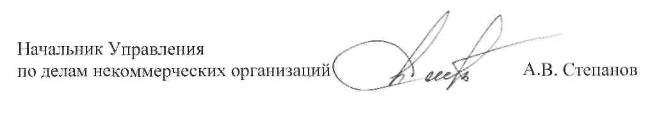 Начальник Управления
по делам некоммерческих организаций А.В. Степанов